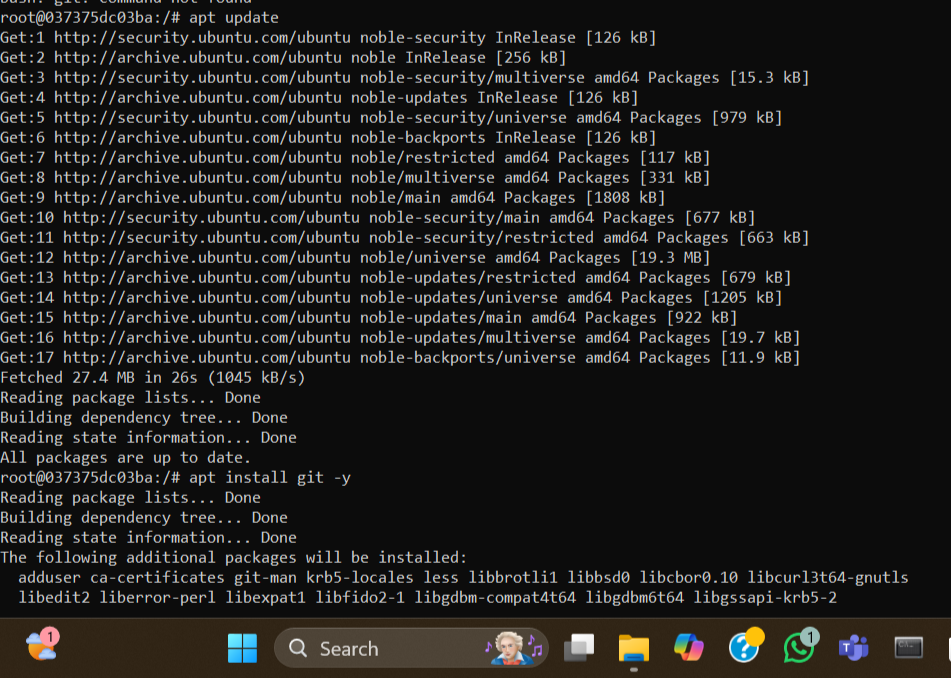 bash: git: command not found
root@037375dc03ba:/# apt update
Get:1 http://security.ubuntu.com/ubuntu noble-security InRelease [126 kB]
Get:2 http://archive.ubuntu.com/ubuntu noble InRelease [256 kB]
Get:3 http://security.ubuntu.com/ubuntu noble-security/multiverse amd64 Packages [15.3 kB]
Get:4 http://archive.ubuntu.com/ubuntu noble-updates InRelease [126 kB]
Get:5 http://security.ubuntu.com/ubuntu noble-security/universe amd64 Packages [979 kB]
Get:6 http://archive.ubuntu.com/ubuntu noble-backports InRelease [126 kB]
Get:7 http://archive.ubuntu.com/ubuntu noble/restricted amd64 Packages [117 kB]
Get:8 http://archive.ubuntu.com/ubuntu noble/multiverse amd64 Packages [331 kB]
Get:9 http://archive.ubuntu.com/ubuntu noble/main amd64 Packages [1808 kB]
Get:10 http://security.ubuntu.com/ubuntu noble-security/main amd64 Packages [677 kB]
Get:11 http://security.ubuntu.com/ubuntu noble-security/restricted amd64 Packages [663 kB]
Get:12 http://archive.ubuntu.com/ubuntu noble/universe amd64 Packages [19.3 MB]
Get:13 http://archive.ubuntu.com/ubuntu noble-updates/restricted amd64 Packages [679 kB]
Get:14 http://archive.ubuntu.com/ubuntu noble-updates/universe amd64 Packages [1205 kB]
Get:15 http://archive.ubuntu.com/ubuntu noble-updates/main amd64 Packages [922 kB]
Get:16 http://archive.ubuntu.com/ubuntu noble-updates/multiverse amd64 Packages [19.7 kB]
Get:17 http://archive.ubuntu.com/ubuntu noble-backports/universe amd64 Packages [11.9 kB]
Fetched 27.4 MB in 26s (1045 kB/s)
Reading package lists... Done
Building dependency tree... Done
Reading state information... Done
All packages are up to date.
root@037375dc03ba:/# apt install git -y
Reading package lists... Done
Building dependency tree... Done
Reading state information... Done
The following additional packages will be installed:
  adduser ca-certificates git-man krb5-locales less libbrotli1 libbsd0 libcbor0.10 libcurl3t64-gnutls
  libedit2 liberror-perl libexpat1 libfido2-1 libgdbm-compat4t64 libgdbm6t64 libgssapi-krb5-2
1
Search
1